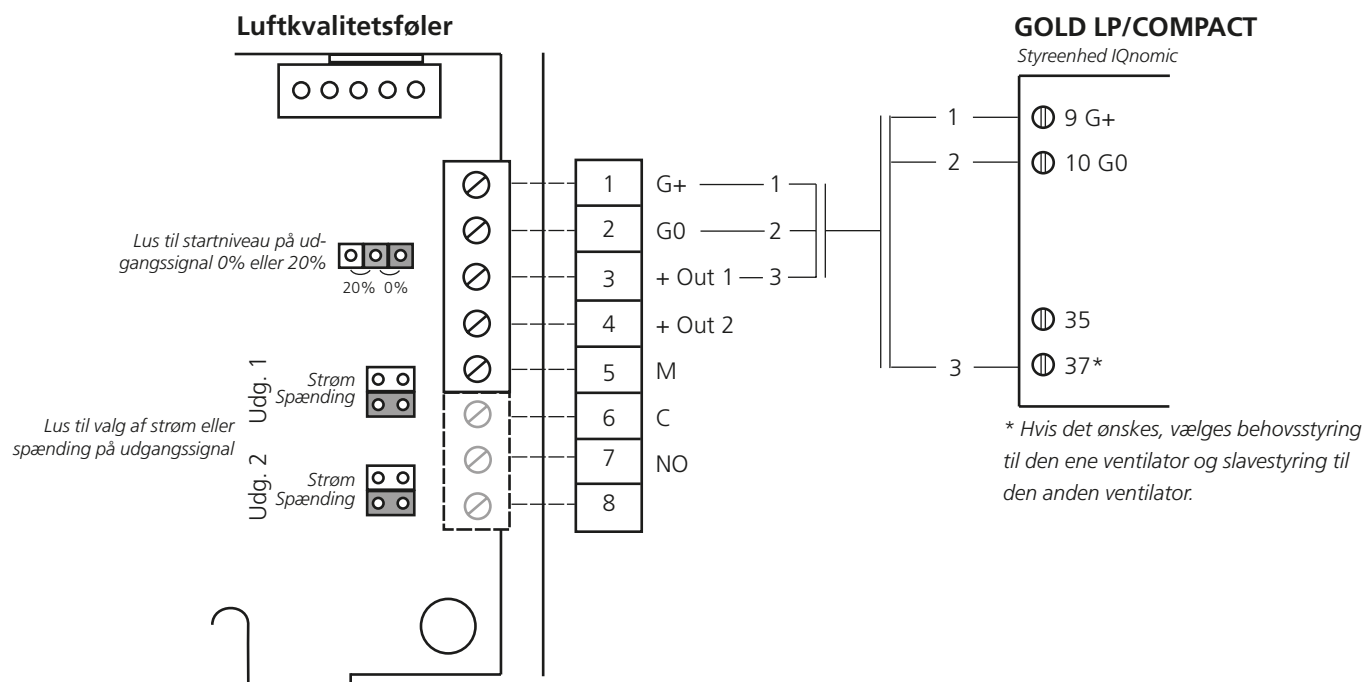 Luftkvalitetsføler
GOLD LP/COMPACT
Styreenhed IQnomic
1 9 G+
2 10 G0
1 G+ 1
2 G0 2
3 + Out 1 3
4 + Out 2
5 M
6 C
7 NO
8
35
3 37*
Lus til startniveau på ud-
gangssignal 0% eller 20%
20% 0%
Udg. 1
Strøm
Spænding
Lus til valg af strøm eller
spænding på udgangssignal
Udg. 2
Strøm
Spænding
* Hvis det ønskes, vælges behovsstyring
til den ene ventilator og slavestyring til
den anden ventilator.